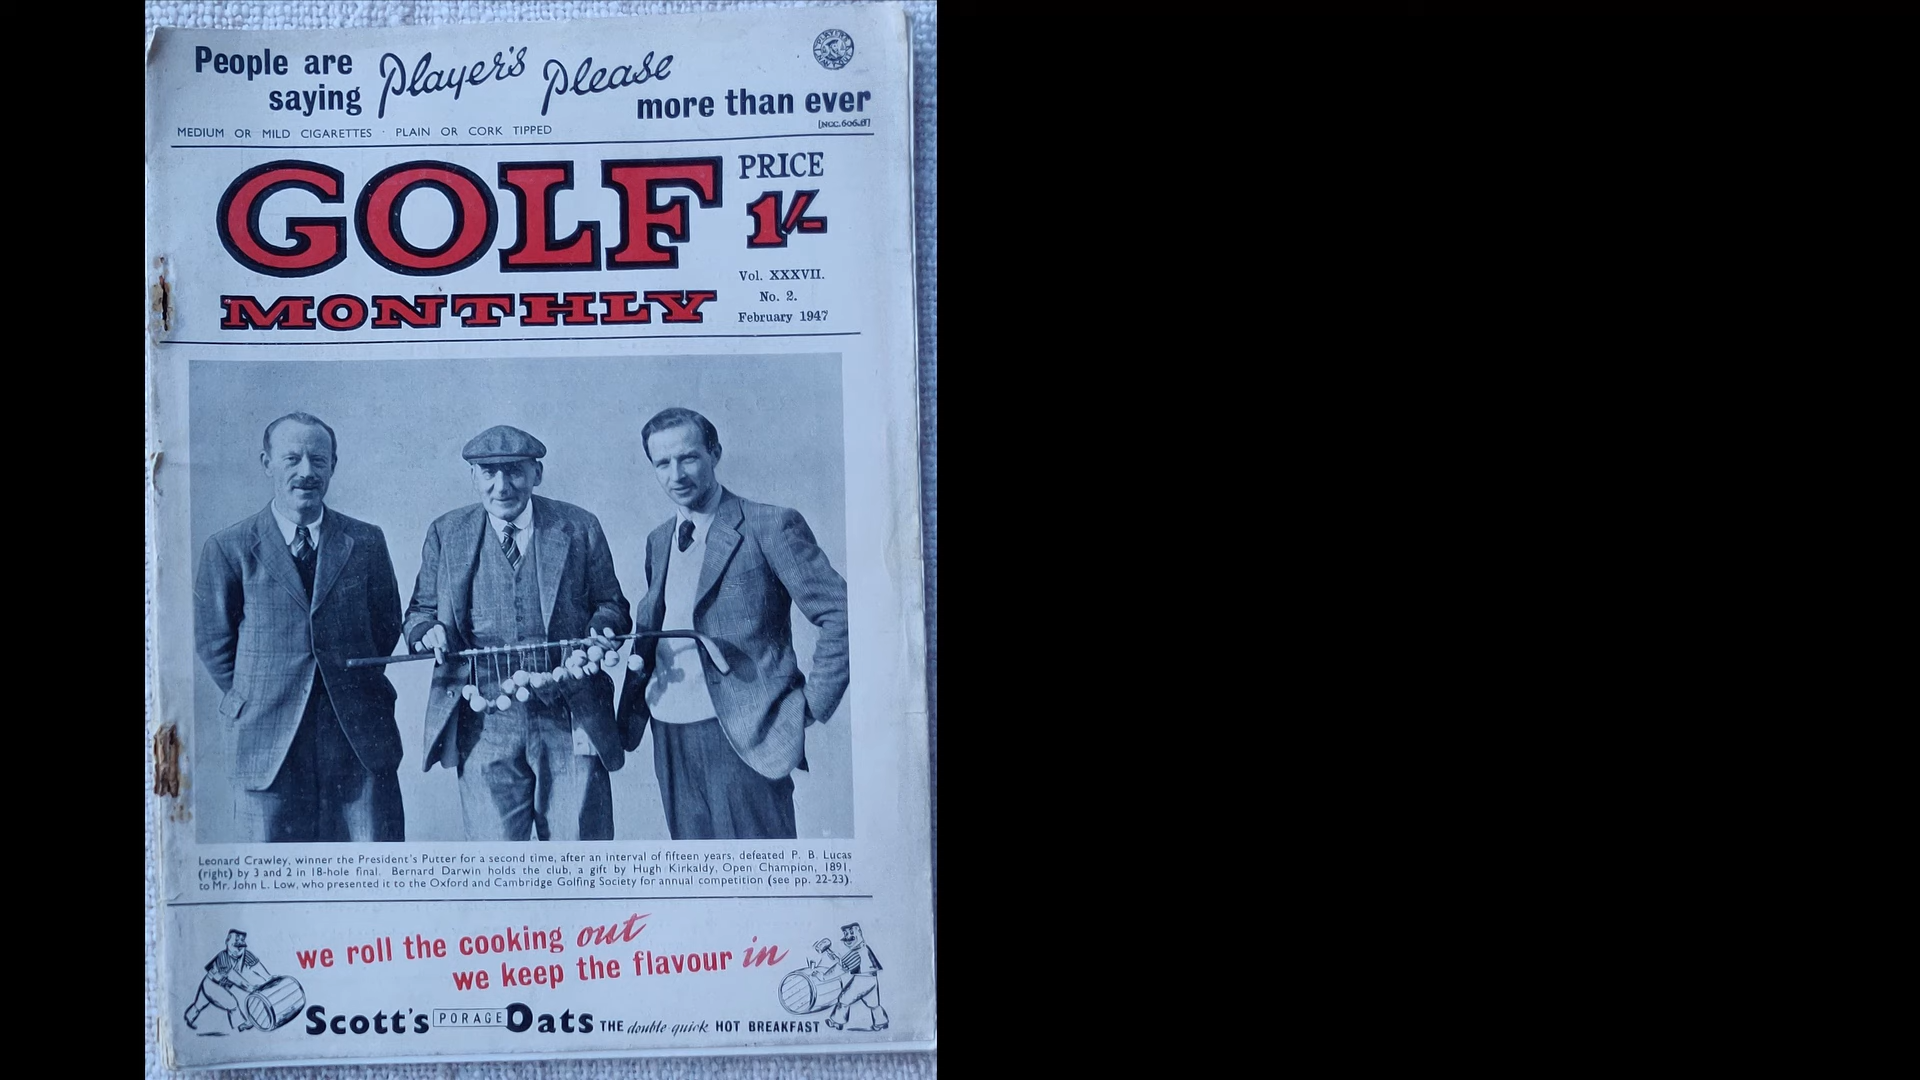 People are
saying Player's Please
more than ever
[NCC.606.B]
MEDIUM OR MILD CIGARETTES · PLAIN OR CORK TIPPED
GOLF
MONTHLY
PRICE
1/-
Vol. XXXVII.
No. 2.
February 1947
Leonard Crawley, winner the President's Putter for a second time, after an interval of fifteen years, defeated P. B. Lucas
(right) by 3 and 2 in 18-hole final. Bernard Darwin holds the club, a gift by Hugh Kirkaldy, Open Champion, 1891,
to Mr. John L. Low, who presented it to the Oxford and Cambridge Golfing Society for annual competition (see pp. 22-23).
we roll the cooking out
we keep the flavour in
Scott's PORAGE Oats THE double quick HOT BREAKFAST